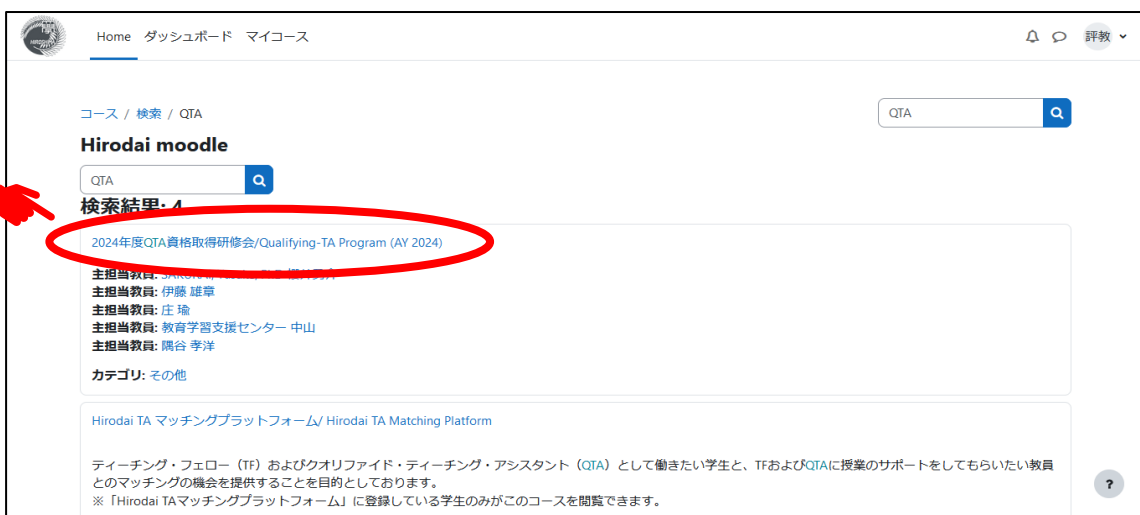 Home ダッシュボード マイコース
評教
コース / 検索 / QTA
QTA
Hirodai moodle
QTA
検索結果: 4
2024年度QTA資格取得研修会/Qualifying-TA Program (AY 2024)
主担当教員:
主担当教員: 伊藤 雄章
主担当教員: 庄 瑜
主担当教員: 教育学習支援センター 中山
主担当教員: 隅谷 孝洋
カテゴリ: その他
Hirodai TA マッチングプラットフォーム/ Hirodai TA Matching Platform
ティーチング・フェロー（TF）およびクオリファイド・ティーチング・アシスタント（QTA）として働きたい学生と、TFおよびQTAに授業のサポートをしてもらいたい教員
とのマッチングの機会を提供することを目的としております。
※「Hirodai TAマッチングプラットフォーム」に登録している学生のみがこのコースを閲覧できます。
?